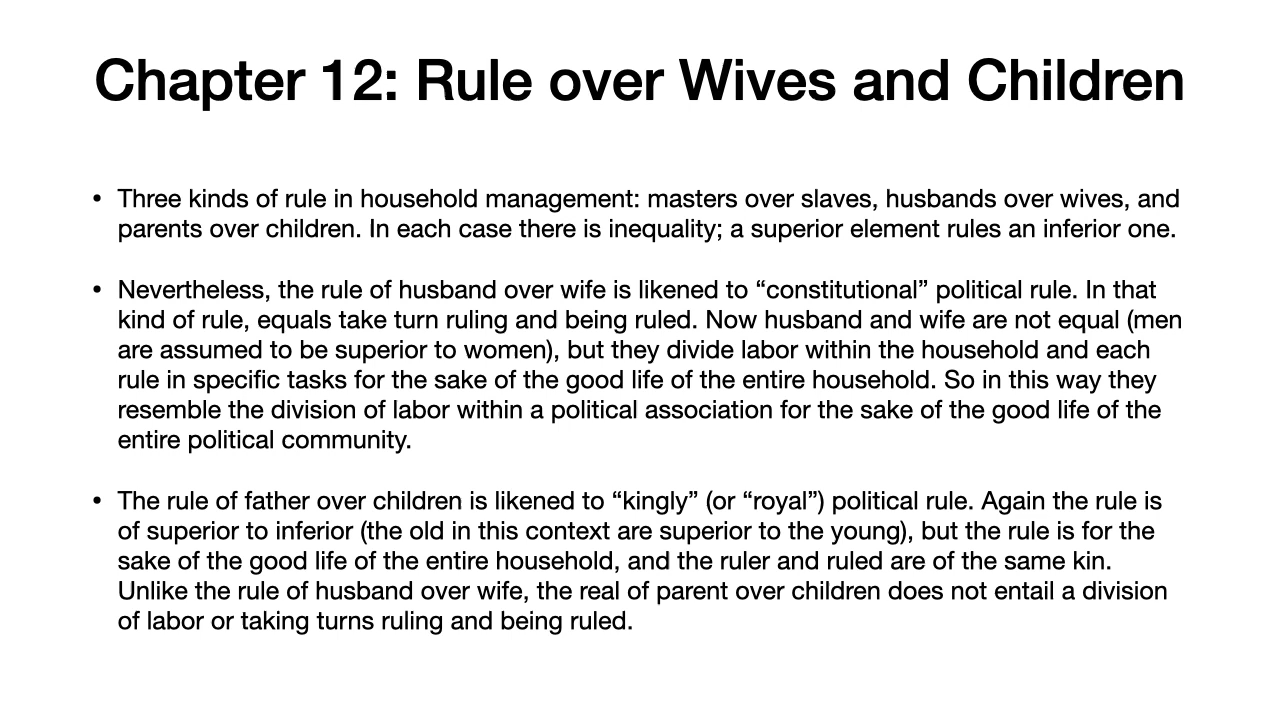 Chapter 12: Rule over Wives and Children
• Three kinds of rule in household management: masters over slaves, husbands over wives, and
parents over children. In each case there is inequality; a superior element rules an inferior one.
• Nevertheless, the rule of husband over wife is likened to “constitutional” political rule. In that
kind of rule, equals take turn ruling and being ruled. Now husband and wife are not equal (men
are assumed to be superior to women), but they divide labor within the household and each
rule in specific tasks for the sake of the good life of the entire household. So in this way they
resemble the division of labor within a political association for the sake of the good life of the
entire political community.
• The rule of father over children is likened to “kingly” (or “royal”) political rule. Again the rule is
of superior to inferior (the old in this context are superior to the young), but the rule is for the
sake of the good life of the entire household, and the ruler and ruled are of the same kin.
Unlike the rule of husband over wife, the real of parent over children does not entail a division
of labor or taking turns ruling and being ruled.